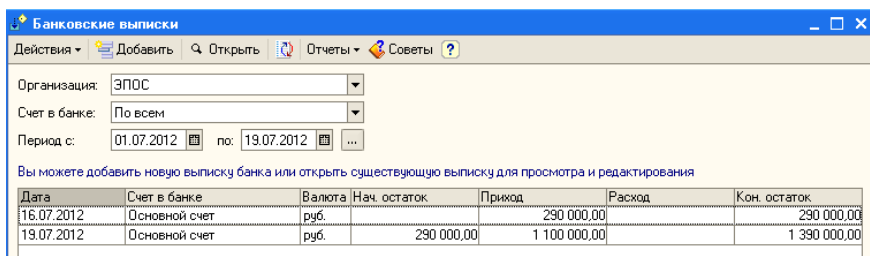 Банковские выписки
Действия Добавить Открыть Отчеты Советы ?
Организация: ЭПОС
Счет в банке: По всем
Период с: 01.07.2012 по: 19.07.2012 ...
Вы можете добавить новую выписку банка или открыть существующую выписку для просмотра и редактирования
Дата Счет в банке Валюта Нач. остаток Приход Расход Кон. остаток
16.07.2012 Основной счет руб. 290 000,00 290 000,00
19.07.2012 Основной счет руб. 290 000,00 1 100 000,00 1 390 000,00